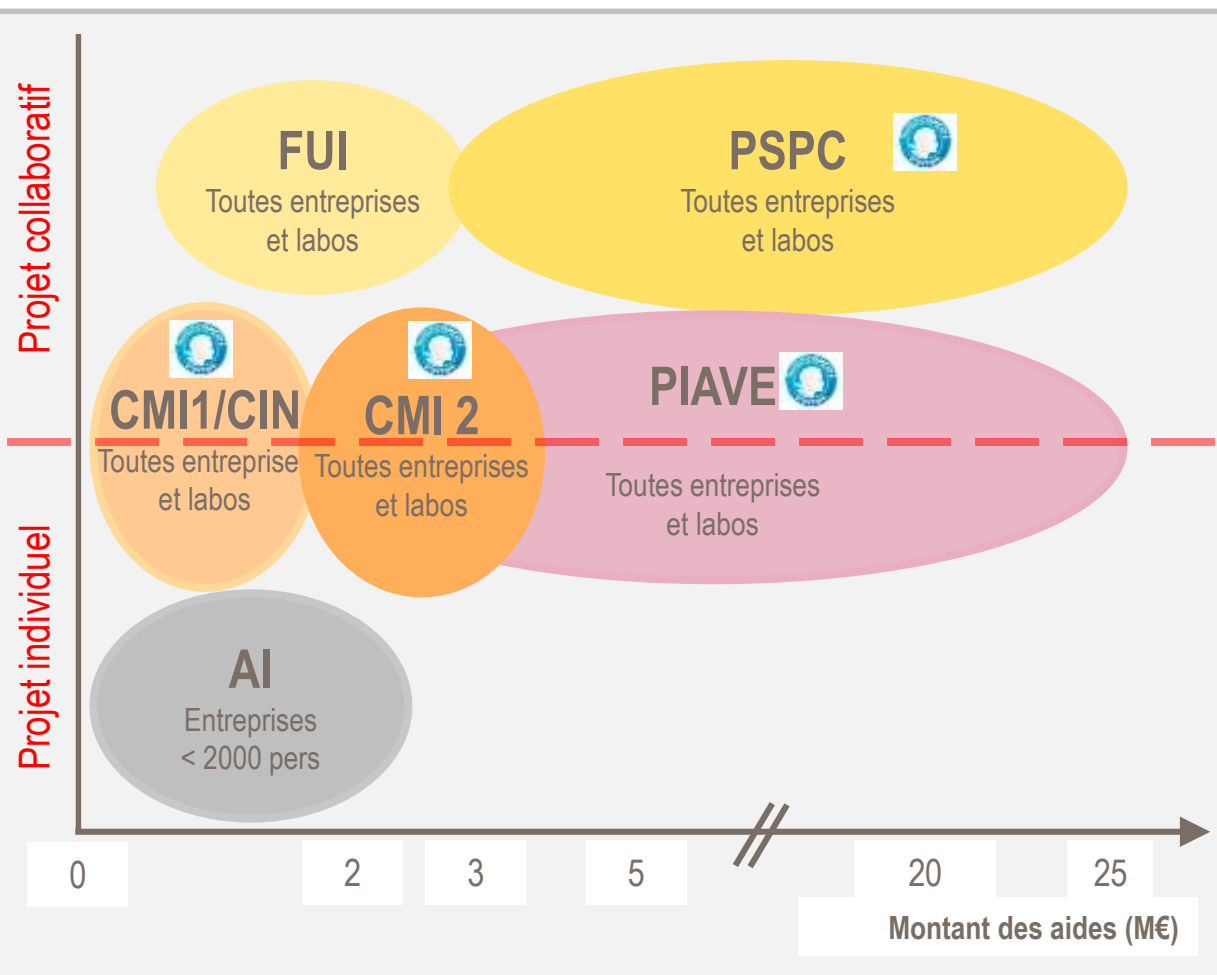 Projet collaboratif
FUI
Toutes entreprises
et labos
PSPC
Toutes entreprises
et labos
CMI1/CIN
Toutes entreprise
et labos
CMI 2
Toutes entreprises
et labos
PIAVE
Toutes entreprises
et labos
Projet individuel
AI
Entreprises
< 2000 pers
0
2
3
5
20
25
Montant des aides (M€)